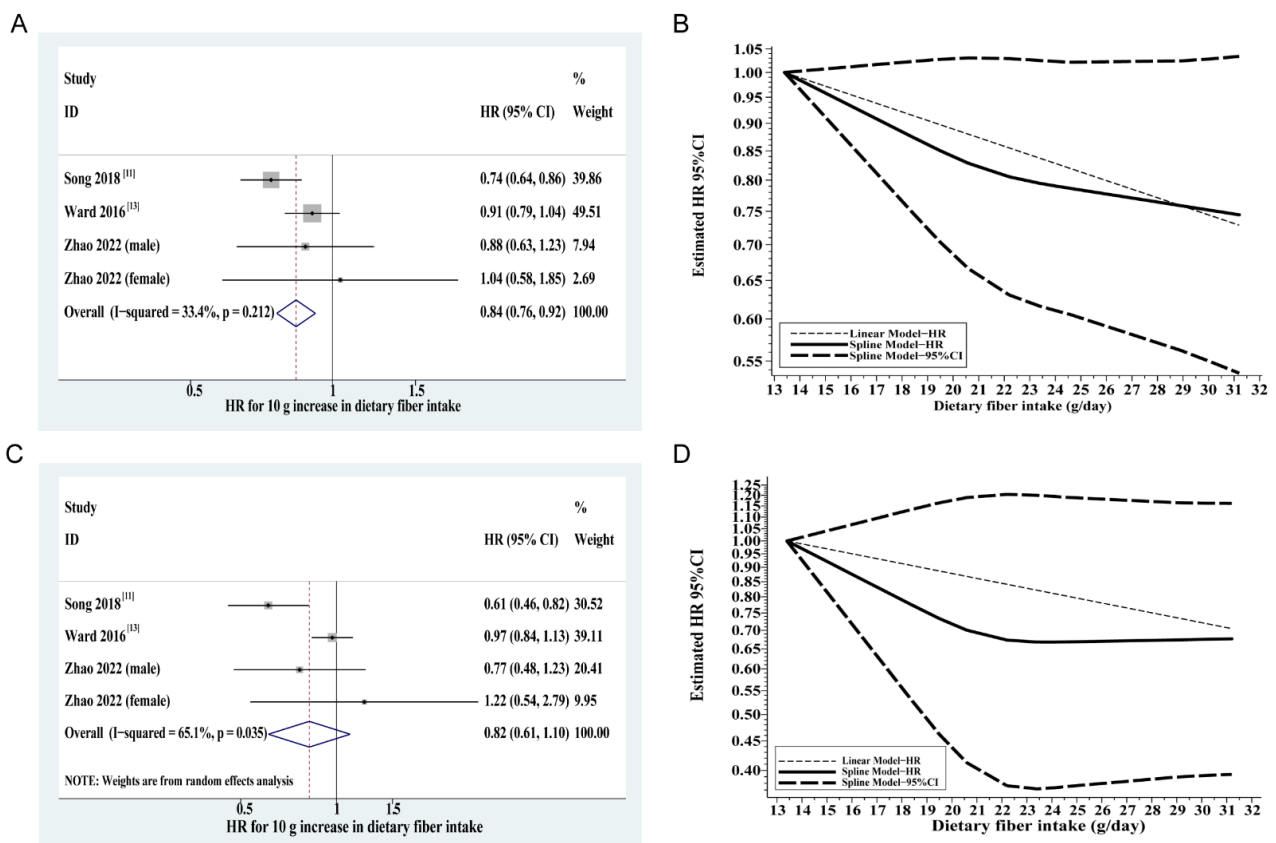 A
Study %
ID HR (95% CI) Weight
Song 2018 [11] 0.74 (0.64, 0.86) 39.86
Ward 2016 [13] 0.91 (0.79, 1.04) 49.51
Zhao 2022 (male) 0.88 (0.63, 1.23) 7.94
Zhao 2022 (female) 1.04 (0.58, 1.85) 2.69
Overall (I−squared = 33.4%, p = 0.212) 0.84 (0.76, 0.92) 100.00
0.5 1 1.5
HR for 10 g increase in dietary fiber intake
B
Estimated HR 95%CI
1.05
1.00
0.95
0.90
0.85
0.80
0.75
0.70
0.65
0.60
0.55
Linear Model−HR
Spline Model−HR
Spline Model−95%CI
13 14 15 16 17 18 19 20 21 22 23 24 25 26 27 28 29 30 31 32
Dietary fiber intake (g/day)
C
Study %
ID HR (95% CI) Weight
Song 2018 [11] 0.61 (0.46, 0.82) 30.52
Ward 2016 [13] 0.97 (0.84, 1.13) 39.11
Zhao 2022 (male) 0.77 (0.48, 1.23) 20.41
Zhao 2022 (female) 1.22 (0.54, 2.79) 9.95
Overall (I−squared = 65.1%, p = 0.035) 0.82 (0.61, 1.10) 100.00
NOTE: Weights are from random effects analysis
0.5 1 1.5
HR for 10 g increase in dietary fiber intake
D
Estimated HR 95%CI
1.25
1.20
1.15
1.10
1.05
1.00
0.95
0.90
0.85
0.80
0.75
0.70
0.65
0.60
0.55
0.50
0.45
0.40
Linear Model−HR
Spline Model−HR
Spline Model−95%CI
13 14 15 16 17 18 19 20 21 22 23 24 25 26 27 28 29 30 31 32
Dietary fiber intake (g/day)